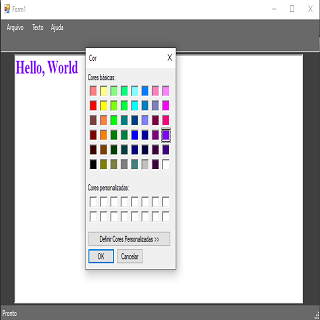 Form1
Arquivo Texto Ajuda
Hello, World
Cor
Cores básicas:
Cores personalizadas:
Definir Cores Personalizadas >>
OK Cancelar
Pronto